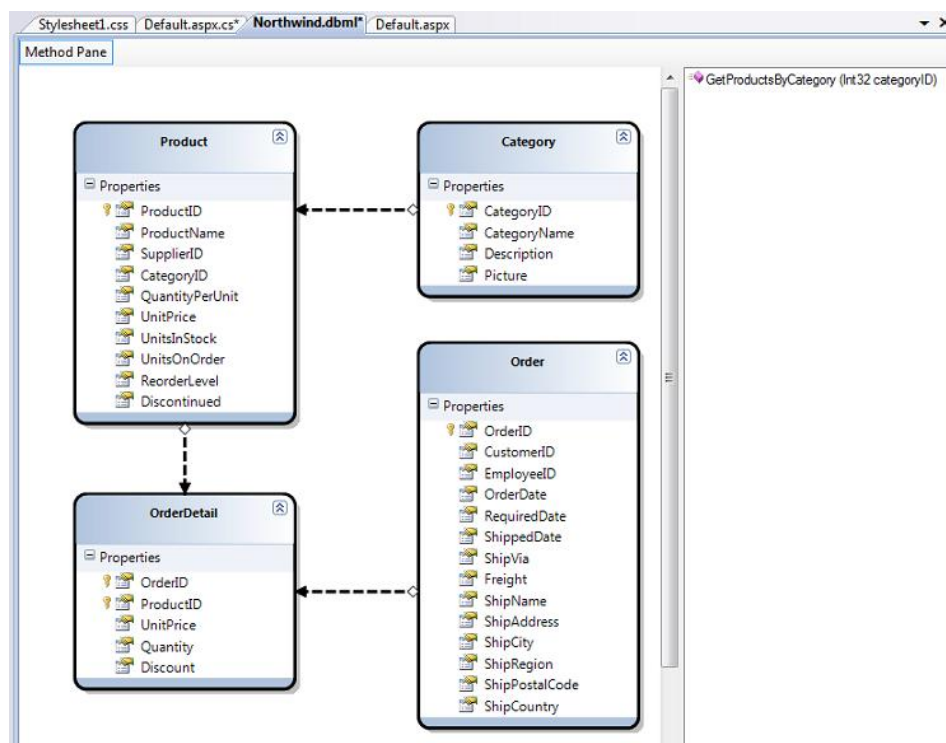 Stylesheet1.css Default.aspx.cs* Northwind.dbml* Default.aspx
Method Pane
GetProductsByCategory (Int32 categoryID)
Product
Properties
ProductID
ProductName
SupplierID
CategoryID
QuantityPerUnit
UnitPrice
UnitsInStock
UnitsOnOrder
ReorderLevel
Discontinued
Category
Properties
CategoryID
CategoryName
Description
Picture
OrderDetail
Properties
OrderID
ProductID
UnitPrice
Quantity
Discount
Order
Properties
OrderID
CustomerID
EmployeeID
OrderDate
RequiredDate
ShippedDate
ShipVia
Freight
ShipName
ShipAddress
ShipCity
ShipRegion
ShipPostalCode
ShipCountry